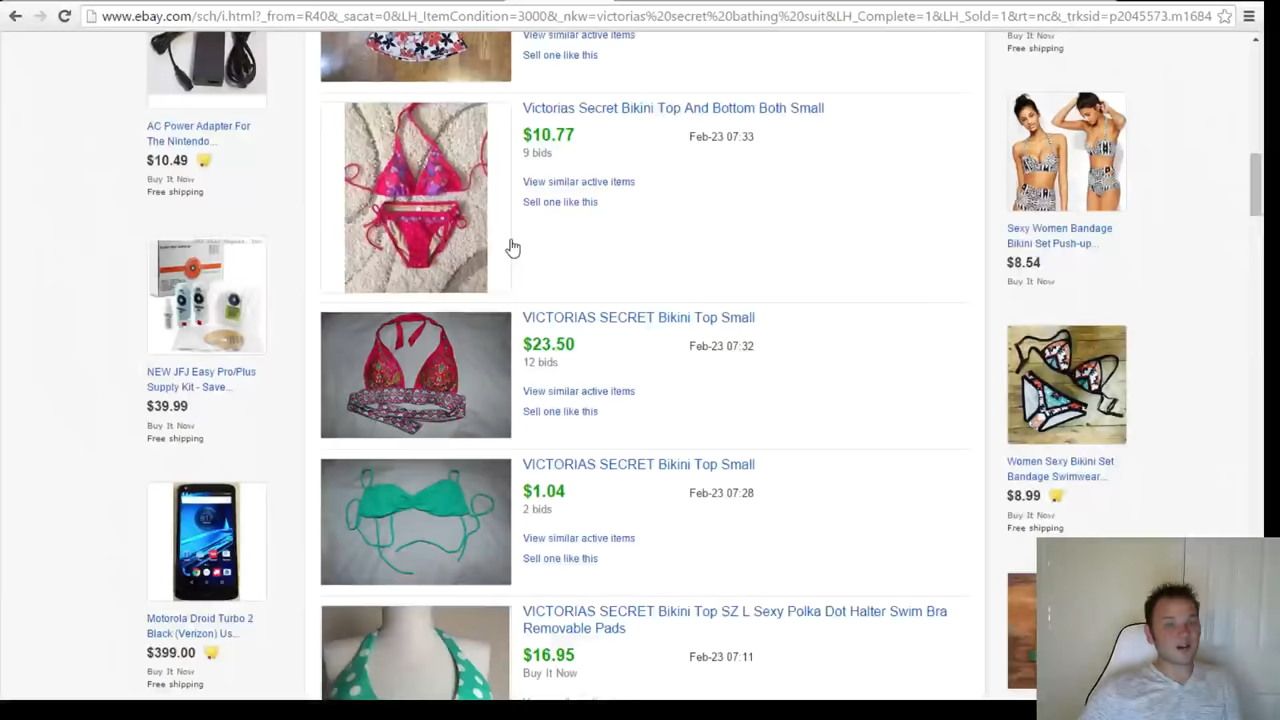 https://www.ebay.com/sch/i.html?_from=R40&_sacat=0&LH_ItemCondition=3000&_nkw=victorias%20secret%20bathing%20suit&LH_Complete=1&LH_Sold=1&rt=nc&_trksid=p2045573.m1684
AC Power Adapter For
The Nintendo...
$10.49
Buy It Now
Free shipping
NEW JFJ Easy Pro/Plus
Supply Kit - Save...
$39.99
Buy It Now
Free shipping
Motorola Droid Turbo 2
Black (Verizon) Us...
$399.00
Buy It Now
Free shipping
View similar active items
Sell one like this
Victorias Secret Bikini Top And Bottom Both Small
$10.77
Feb-23 07:33
9 bids
View similar active items
Sell one like this
VICTORIAS SECRET Bikini Top Small
$23.50
Feb-23 07:32
12 bids
View similar active items
Sell one like this
VICTORIAS SECRET Bikini Top Small
$1.04
Feb-23 07:28
2 bids
View similar active items
Sell one like this
VICTORIAS SECRET Bikini Top SZ L Sexy Polka Dot Halter Swim Bra
Removable Pads
$16.95
Feb-23 07:11
Buy It Now
Buy It Now
Free shipping
Sexy Women Bandage
Bikini Set Push-up...
$8.54
Buy It Now
Women Sexy Bikini Set
Bandage Swimwear...
$8.99
Buy It Now
Free shipping